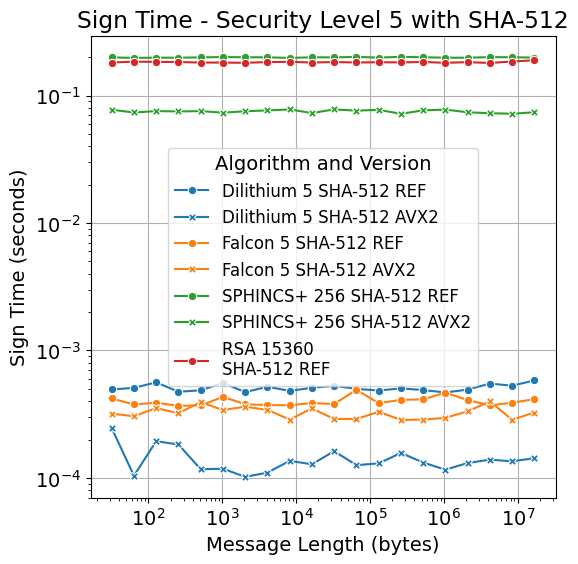 Sign Time - Security Level 5 with SHA-512
Sign Time (seconds)
10⁻¹
10⁻²
10⁻³
10⁻⁴
Algorithm and Version
Dilithium 5 SHA-512 REF
Dilithium 5 SHA-512 AVX2
Falcon 5 SHA-512 REF
Falcon 5 SHA-512 AVX2
SPHINCS+ 256 SHA-512 REF
SPHINCS+ 256 SHA-512 AVX2
RSA 15360
SHA-512 REF
10² 10³ 10⁴ 10⁵ 10⁶ 10⁷
Message Length (bytes)